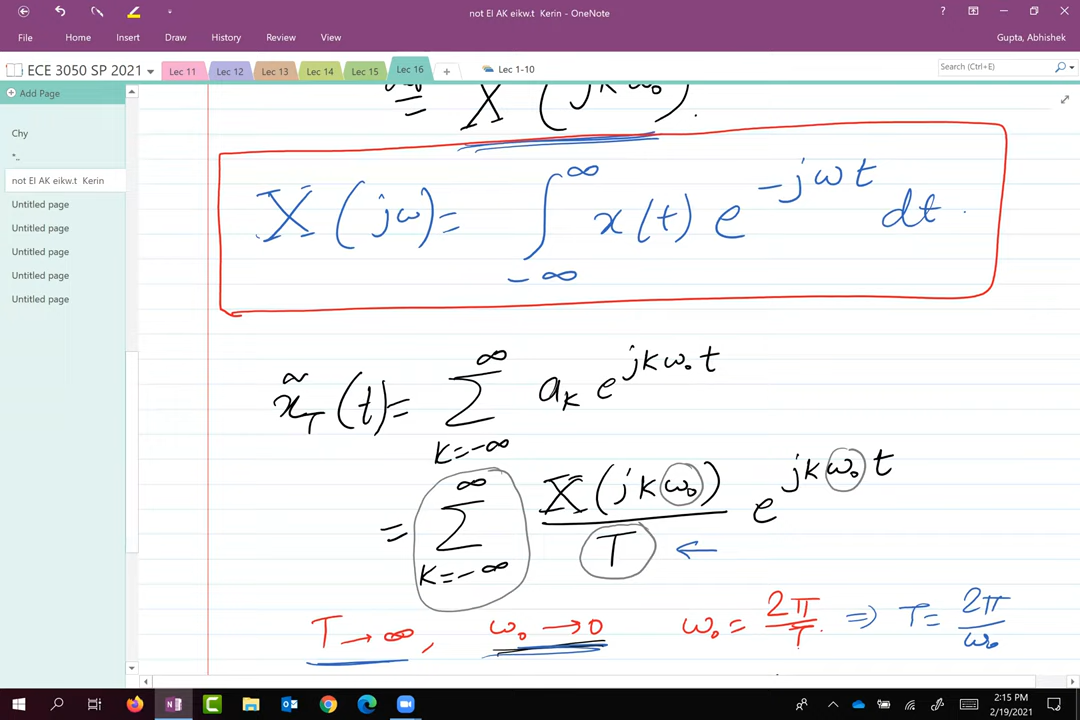 not EI AK eikw.t Kerin - OneNote
File Home Insert Draw History Review View
Gupta, Abhishek
ECE 3050 SP 2021
Lec 11 Lec 12 Lec 13 Lec 14 Lec 15 Lec 16 + Lec 1-10
Search (Ctrl+E)
Add Page
Chy
not EI AK eikw.t Kerin
Untitled page
Untitled page
Untitled page
Untitled page
Untitled page
= X (jkω₀).
X (jω) = ∫_{-∞}^{∞} x(t) e^{-jωt} dt.
x̃_T (t) = ∑_{k=-∞}^{∞} a_k e^{jkω₀t}
= ∑_{k=-∞}^{∞} X(jkω₀)/T e^{jkω₀t} ←
T → ∞, ω₀ → 0 ω₀ = 2π/T. ⇒ T = 2π/ω₀
2:15 PM
2/19/2021